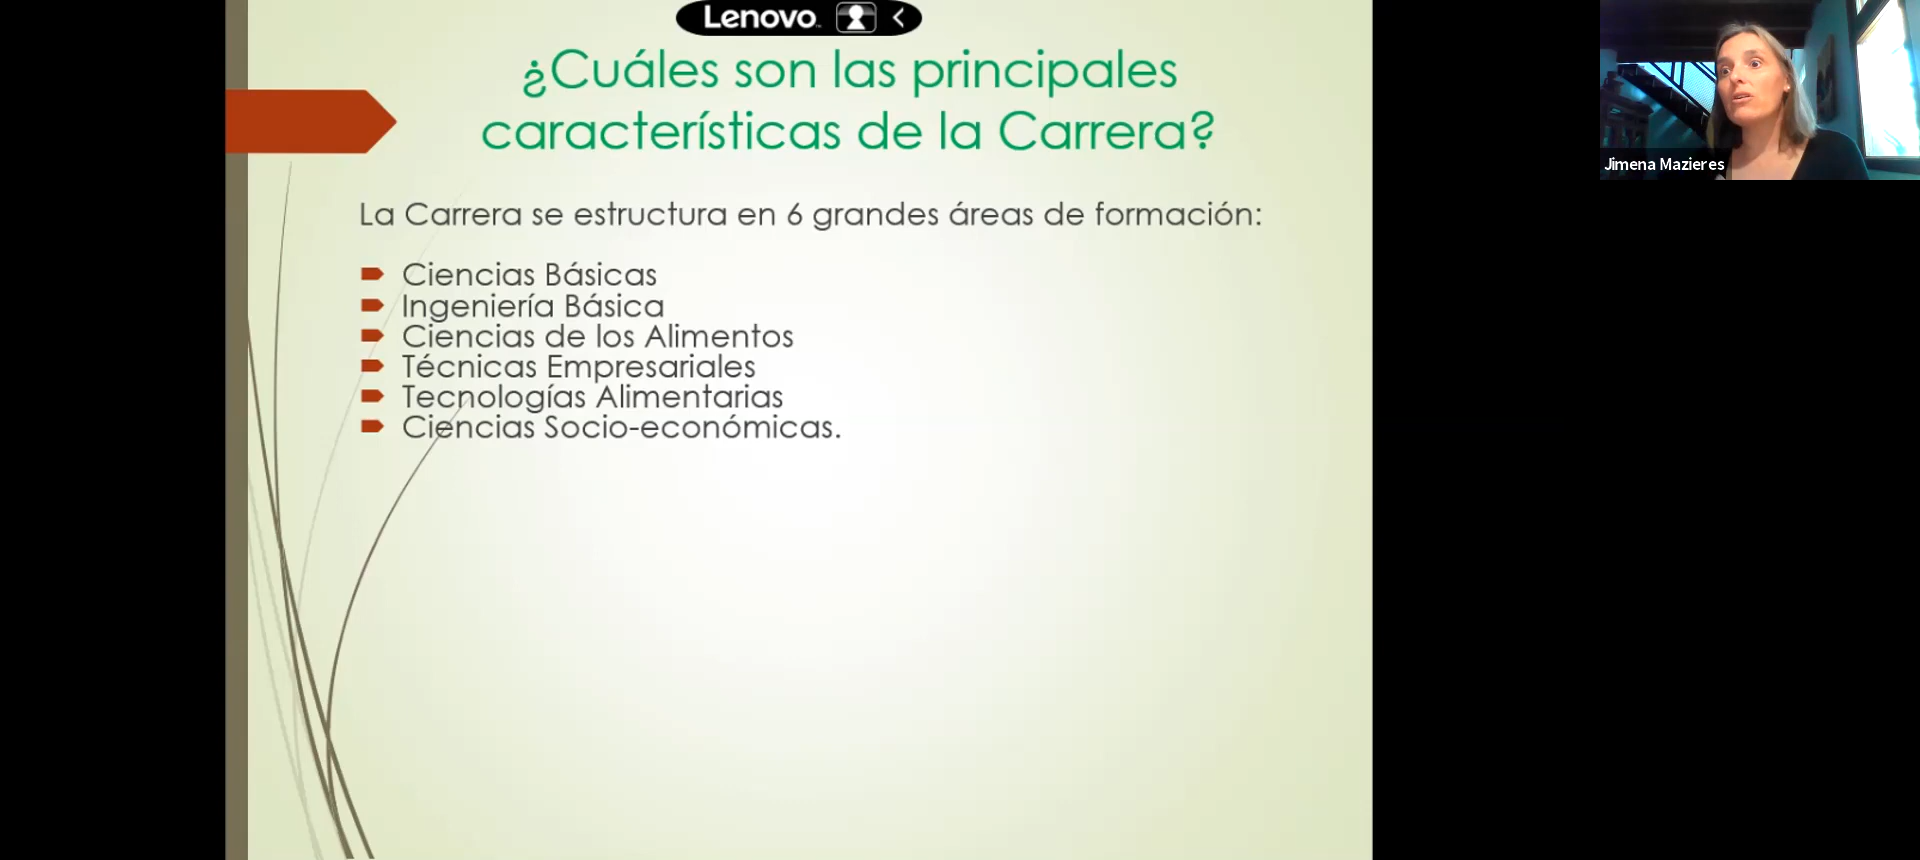 Lenovo
¿Cuáles son las principales
características de la Carrera?
La Carrera se estructura en 6 grandes áreas de formación:
Ciencias Básicas
Ingeniería Básica
Ciencias de los Alimentos
Técnicas Empresariales
Tecnologías Alimentarias
Ciencias Socio-económicas.
Jimena Mazieres